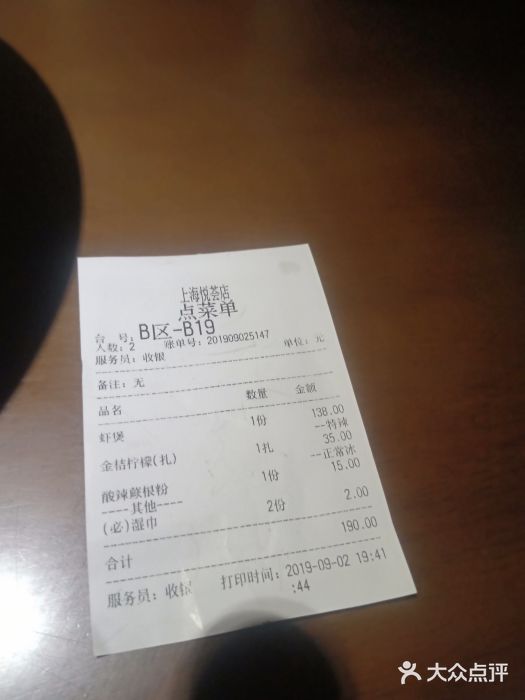 上海悦荟店
点菜单
台 号: B区-B19
人数: 2 账单号: 201909025147
服务员: 收银 单位: 元
备注: 无
品名 数量 金额
虾煲 1份 138.00
--特辣
金桔柠檬(扎) 1扎 35.00
--正常冰
酸辣蕨根粉 1份 15.00
----其他----
(必)湿巾 2份 2.00
合计 190.00
服务员: 收银 打印时间: 2019-09-02 19:41
:44
大众点评